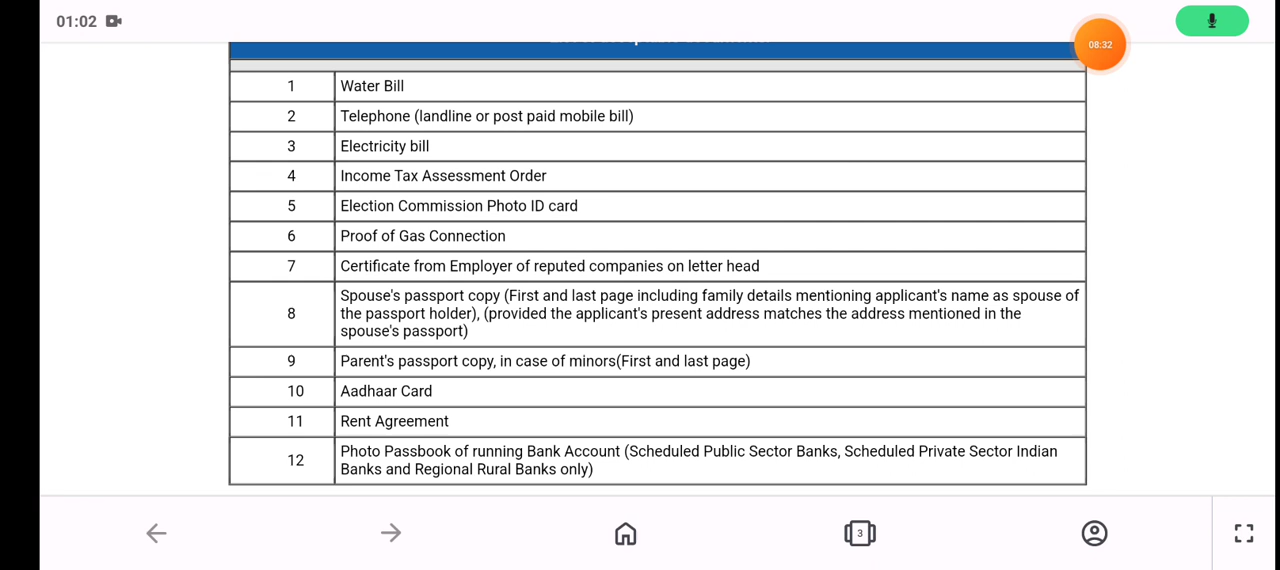 01:02
08:32
1 Water Bill
2 Telephone (landline or post paid mobile bill)
3 Electricity bill
4 Income Tax Assessment Order
5 Election Commission Photo ID card
6 Proof of Gas Connection
7 Certificate from Employer of reputed companies on letter head
8 Spouse's passport copy (First and last page including family details mentioning applicant's name as spouse of
the passport holder), (provided the applicant's present address matches the address mentioned in the
spouse's passport)
9 Parent's passport copy, in case of minors(First and last page)
10 Aadhaar Card
11 Rent Agreement
12 Photo Passbook of running Bank Account (Scheduled Public Sector Banks, Scheduled Private Sector Indian
Banks and Regional Rural Banks only)
3